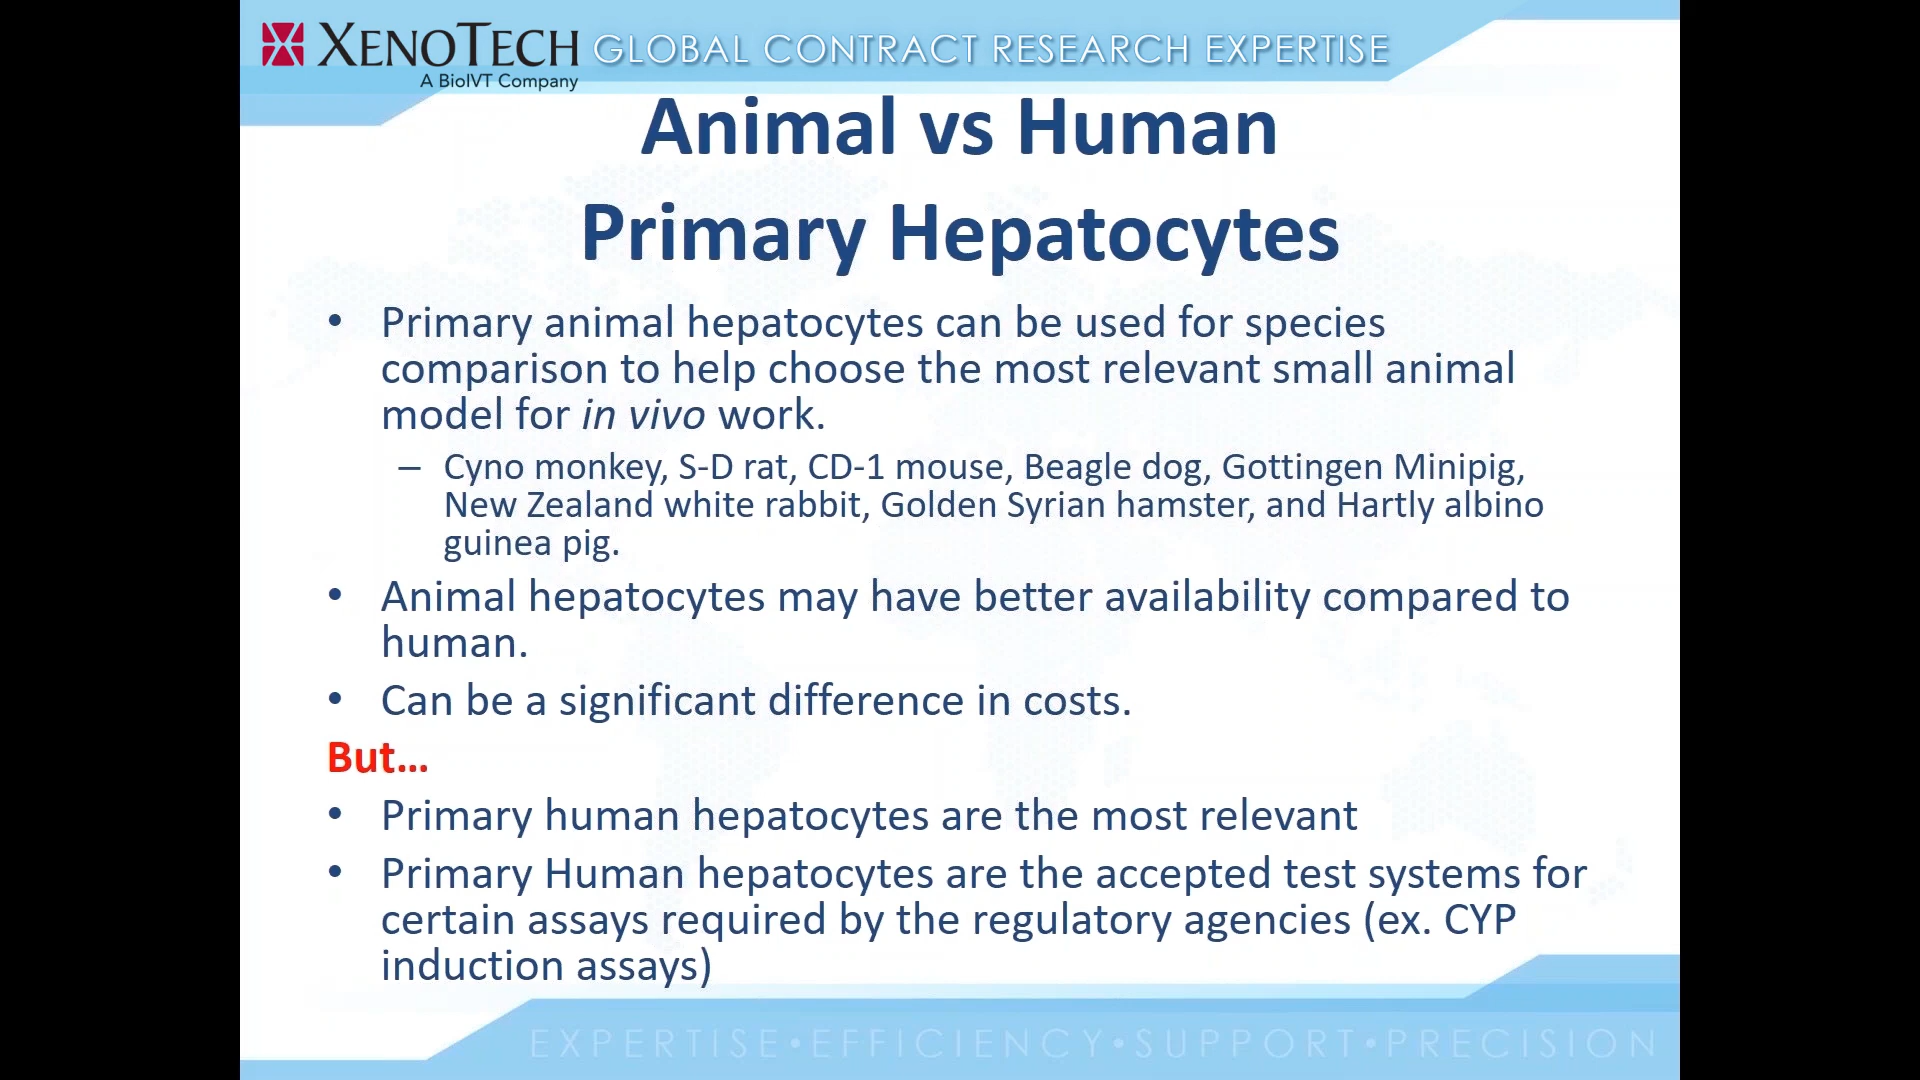 XENOTECH GLOBAL CONTRACT RESEARCH EXPERTISE
A BioIVT Company
Animal vs Human
Primary Hepatocytes
• Primary animal hepatocytes can be used for species
comparison to help choose the most relevant small animal
model for in vivo work.
– Cyno monkey, S-D rat, CD-1 mouse, Beagle dog, Gottingen Minipig,
New Zealand white rabbit, Golden Syrian hamster, and Hartly albino
guinea pig.
• Animal hepatocytes may have better availability compared to
human.
• Can be a significant difference in costs.
But…
• Primary human hepatocytes are the most relevant
• Primary Human hepatocytes are the accepted test systems for
certain assays required by the regulatory agencies (ex. CYP
induction assays)
EXPERTISE•EFFICIENCY•SUPPORT•PRECISION